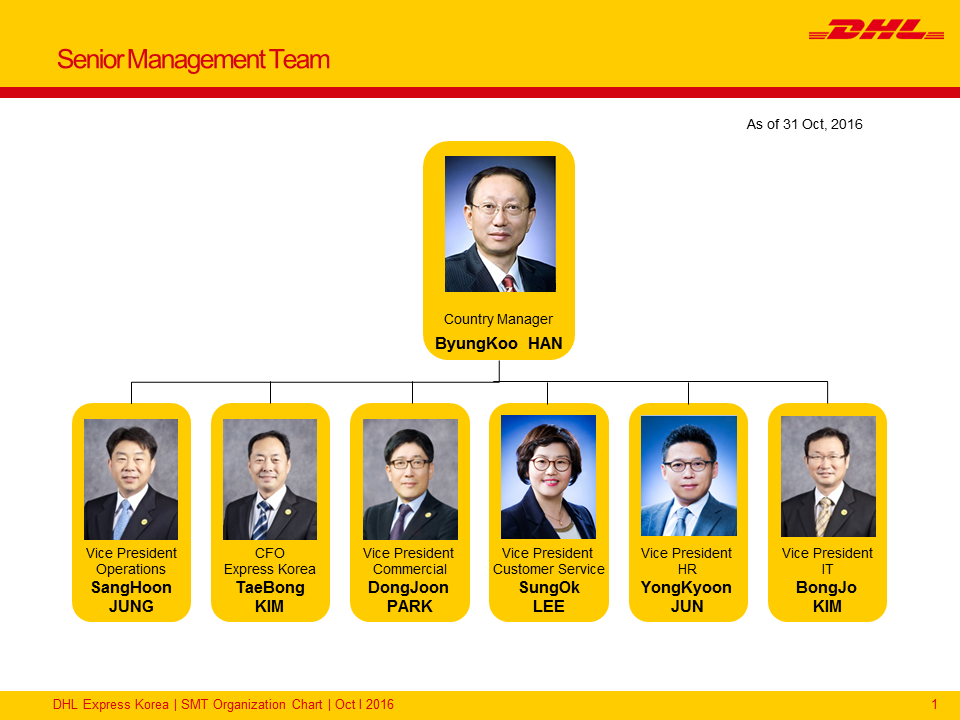 DHL
Senior Management Team
As of 31 Oct, 2016
Country Manager
ByungKoo HAN
Vice President
Operations
SangHoon
JUNG
CFO
Express Korea
TaeBong
KIM
Vice President
Commercial
DongJoon
PARK
Vice President
Customer Service
SungOk
LEE
Vice President
HR
YongKyoon
JUN
Vice President
IT
BongJo
KIM
DHL Express Korea | SMT Organization Chart | Oct l 2016
1